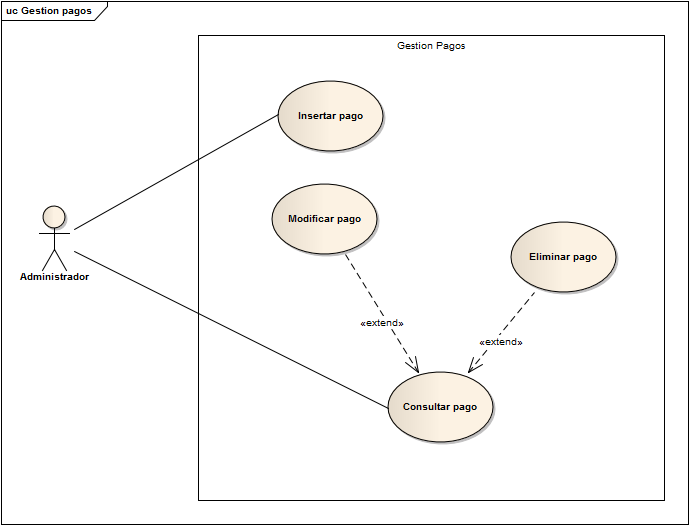 uc Gestion pagos
Gestion Pagos
Insertar pago
Modificar pago
Eliminar pago
Administrador
«extend»
«extend»
Consultar pago